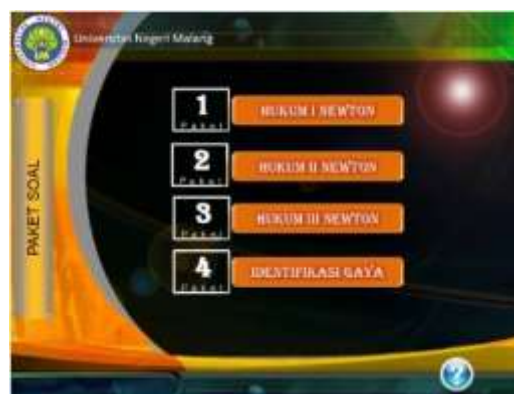 Universitas Negeri Malang
PAKET SOAL
1
Paket
HUKUM I NEWTON
2
Paket
HUKUM II NEWTON
3
Paket
HUKUM III NEWTON
4
Paket
IDENTIFIKASI GAYA
?